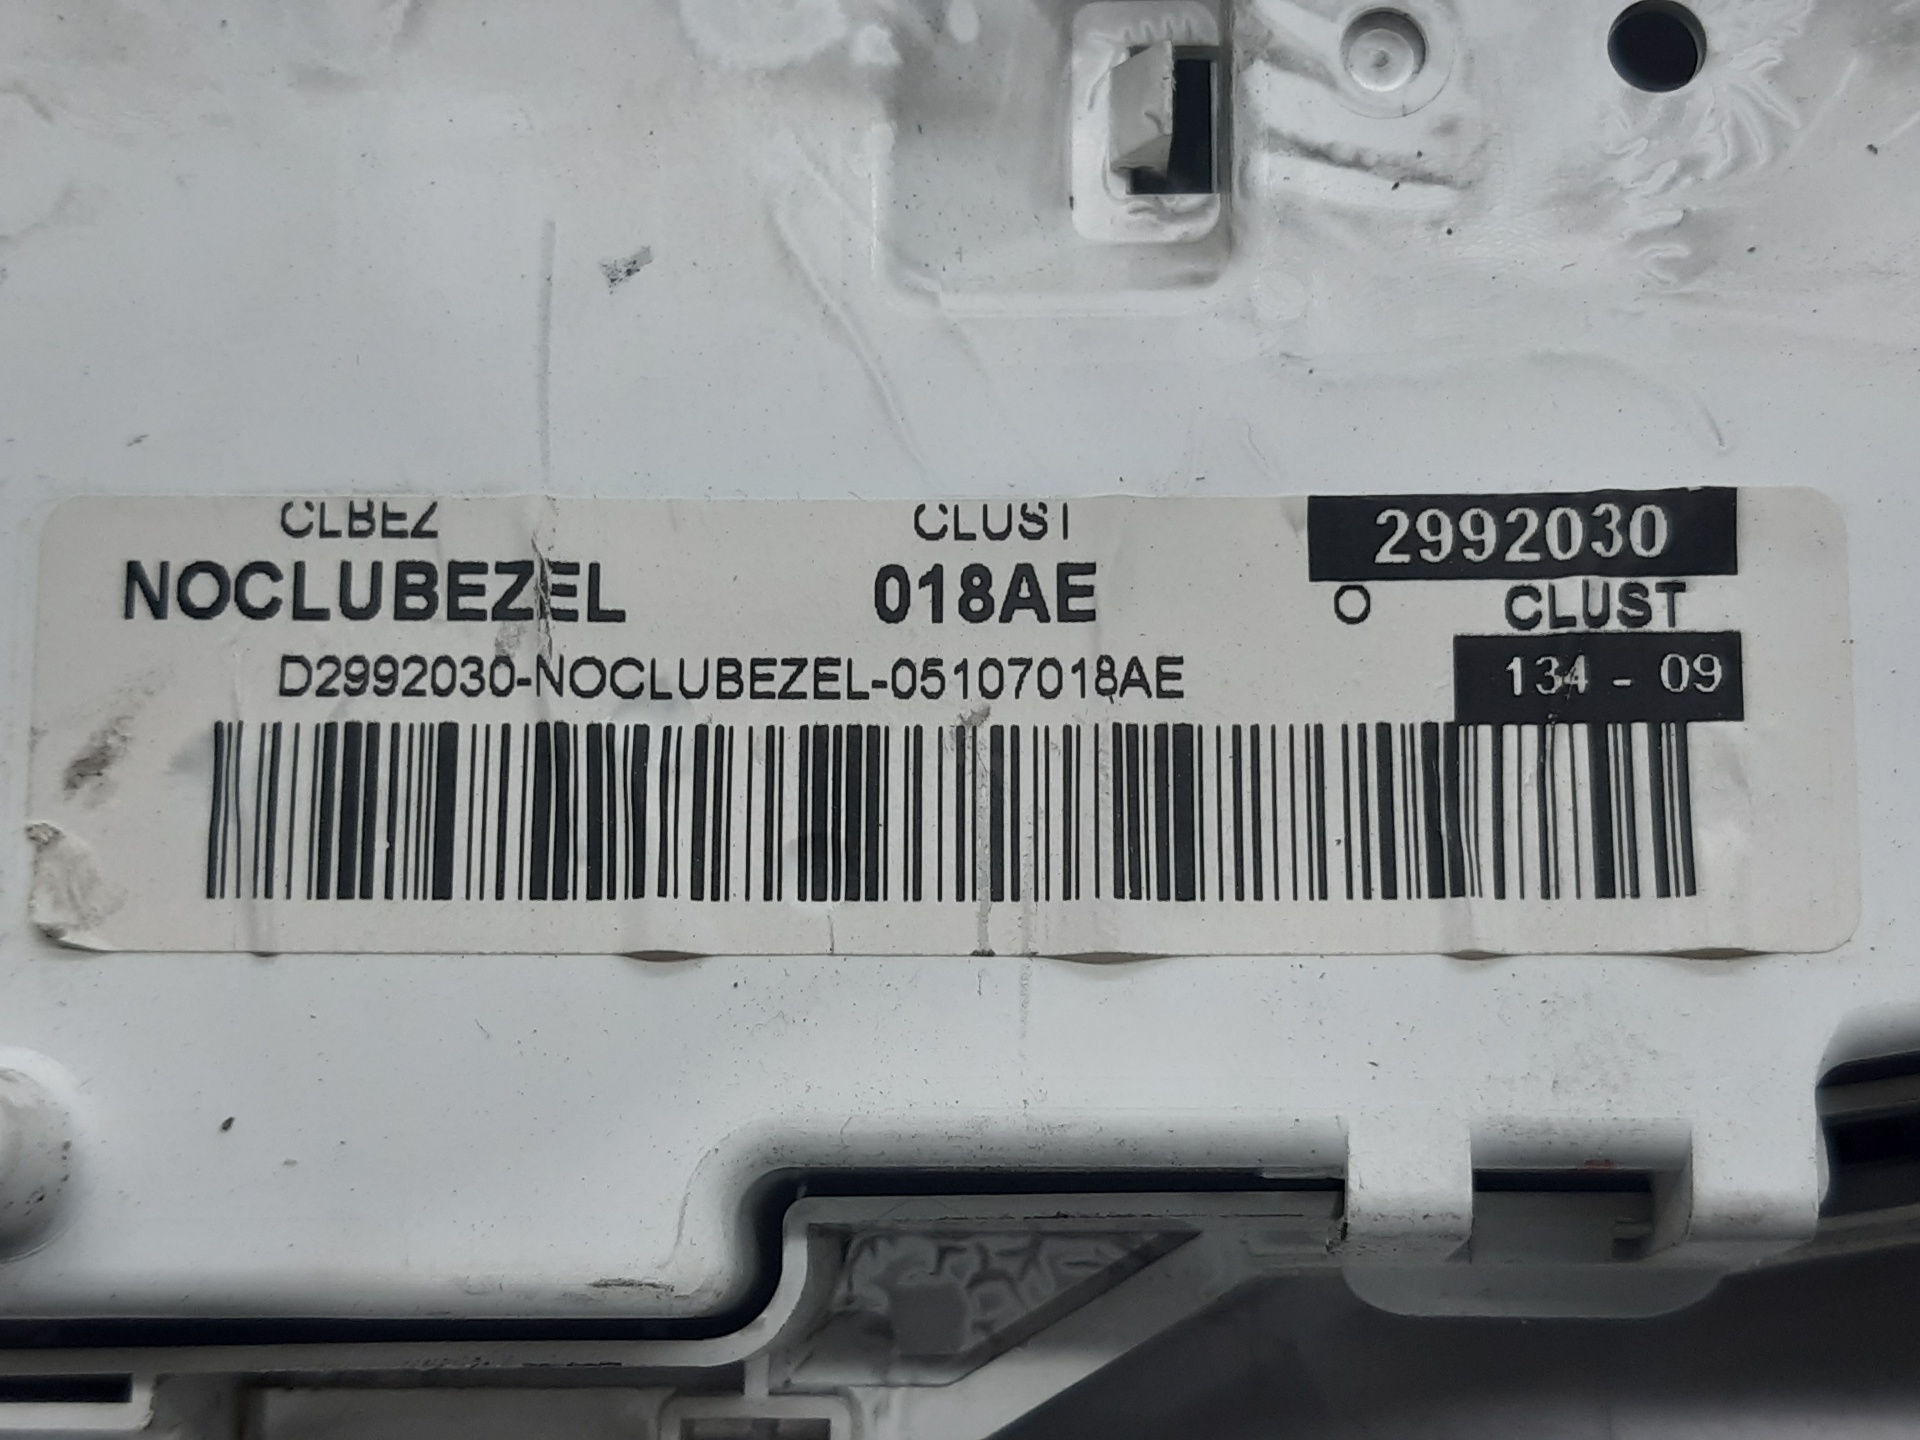 CLBEZ CLUST 2992030
NOCLUBEZEL 018AE O CLUST
D2992030-NOCLUBEZEL-05107018AE 134 - 09